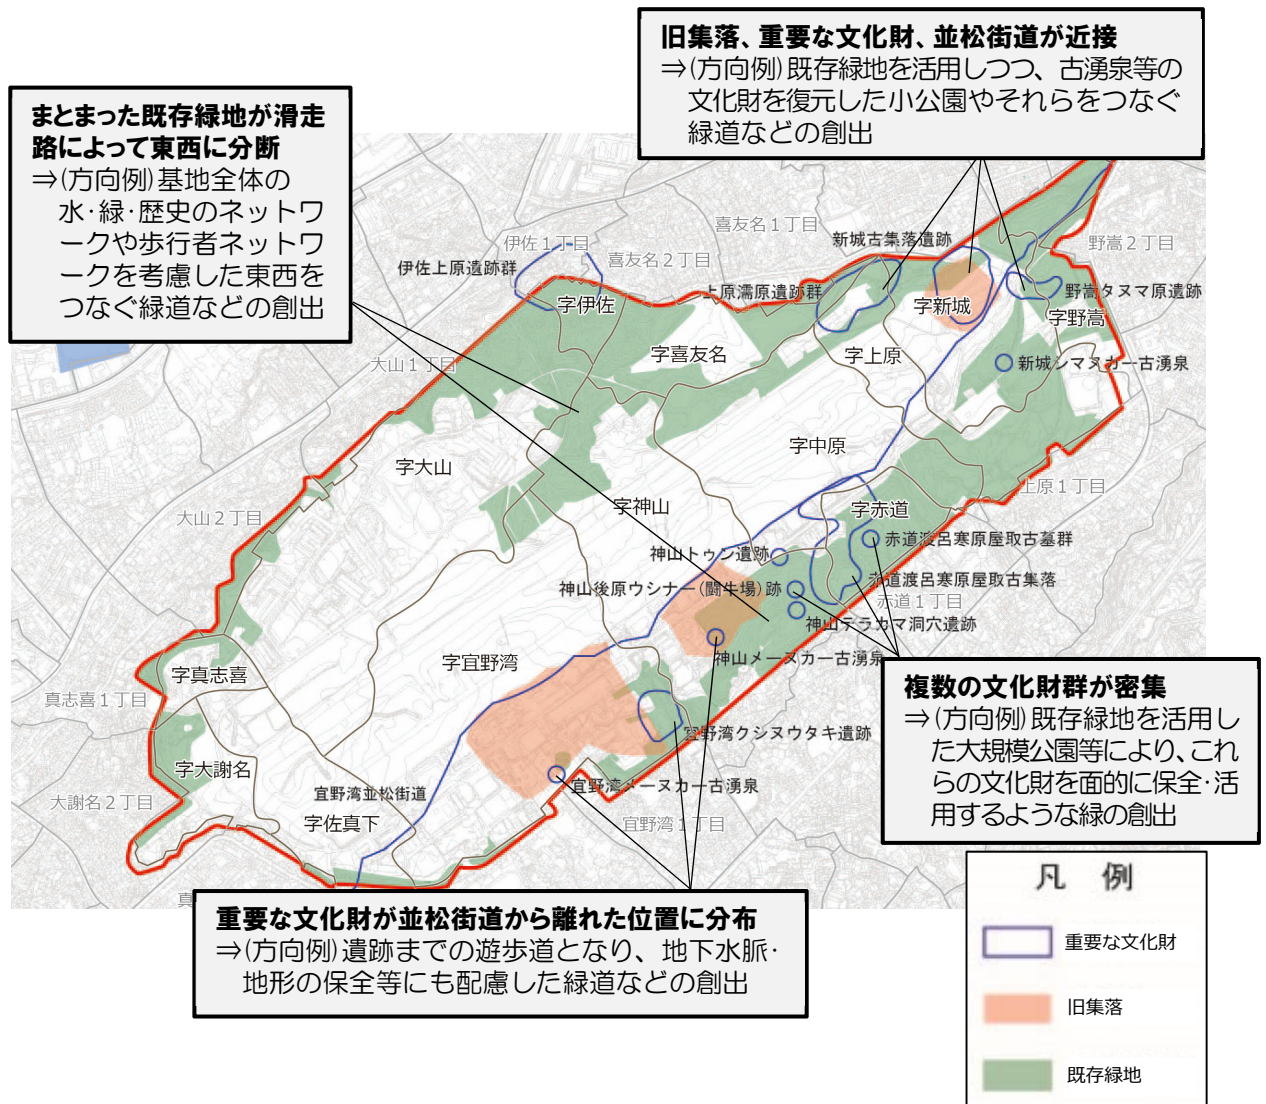 旧集落、重要な文化財、並松街道が近接
⇒(方向例)既存緑地を活用しつつ、古湧泉等の
文化財を復元した小公園やそれらをつなぐ
緑道などの創出
まとまった既存緑地が滑走
路によって東西に分断
⇒(方向例)基地全体の
水・緑・歴史のネットワ
ークや歩行者ネットワ
ークを考慮した東西を
つなぐ緑道などの創出
喜友名1丁目
新城古集落遺跡
野嵩2丁目
伊佐1丁目
喜友名2丁目
伊佐上原遺跡群
上原濡原遺跡群
野嵩タヌマ原遺跡
字伊佐
字新城
字野嵩
字喜友名
字上原
新城シマヌカー古湧泉
大山1丁目
字中原
字大山
上原1丁目
字神山
字赤道
大山2丁目
赤道渡呂寒原屋取古墓群
神山トゥン遺跡
赤道渡呂寒原屋取古集落
神山後原ウシナー(闘牛場)跡
赤道1丁目
神山テラガマ洞穴遺跡
字宜野湾
神山メーヌカー古湧泉
字真志喜
真志喜1丁目
宜野湾クシヌウタキ遺跡
字大謝名
大謝名2丁目
宜野湾並松街道
宜野湾メーヌカー古湧泉
字佐真下
宜野湾1丁目
複数の文化財群が密集
⇒(方向例)既存緑地を活用し
た大規模公園等により、これ
らの文化財を面的に保全・活
用するような緑の創出
重要な文化財が並松街道から離れた位置に分布
⇒(方向例)遺跡までの遊歩道となり、地下水脈・
地形の保全等にも配慮した緑道などの創出
凡 例
重要な文化財
旧集落
既存緑地